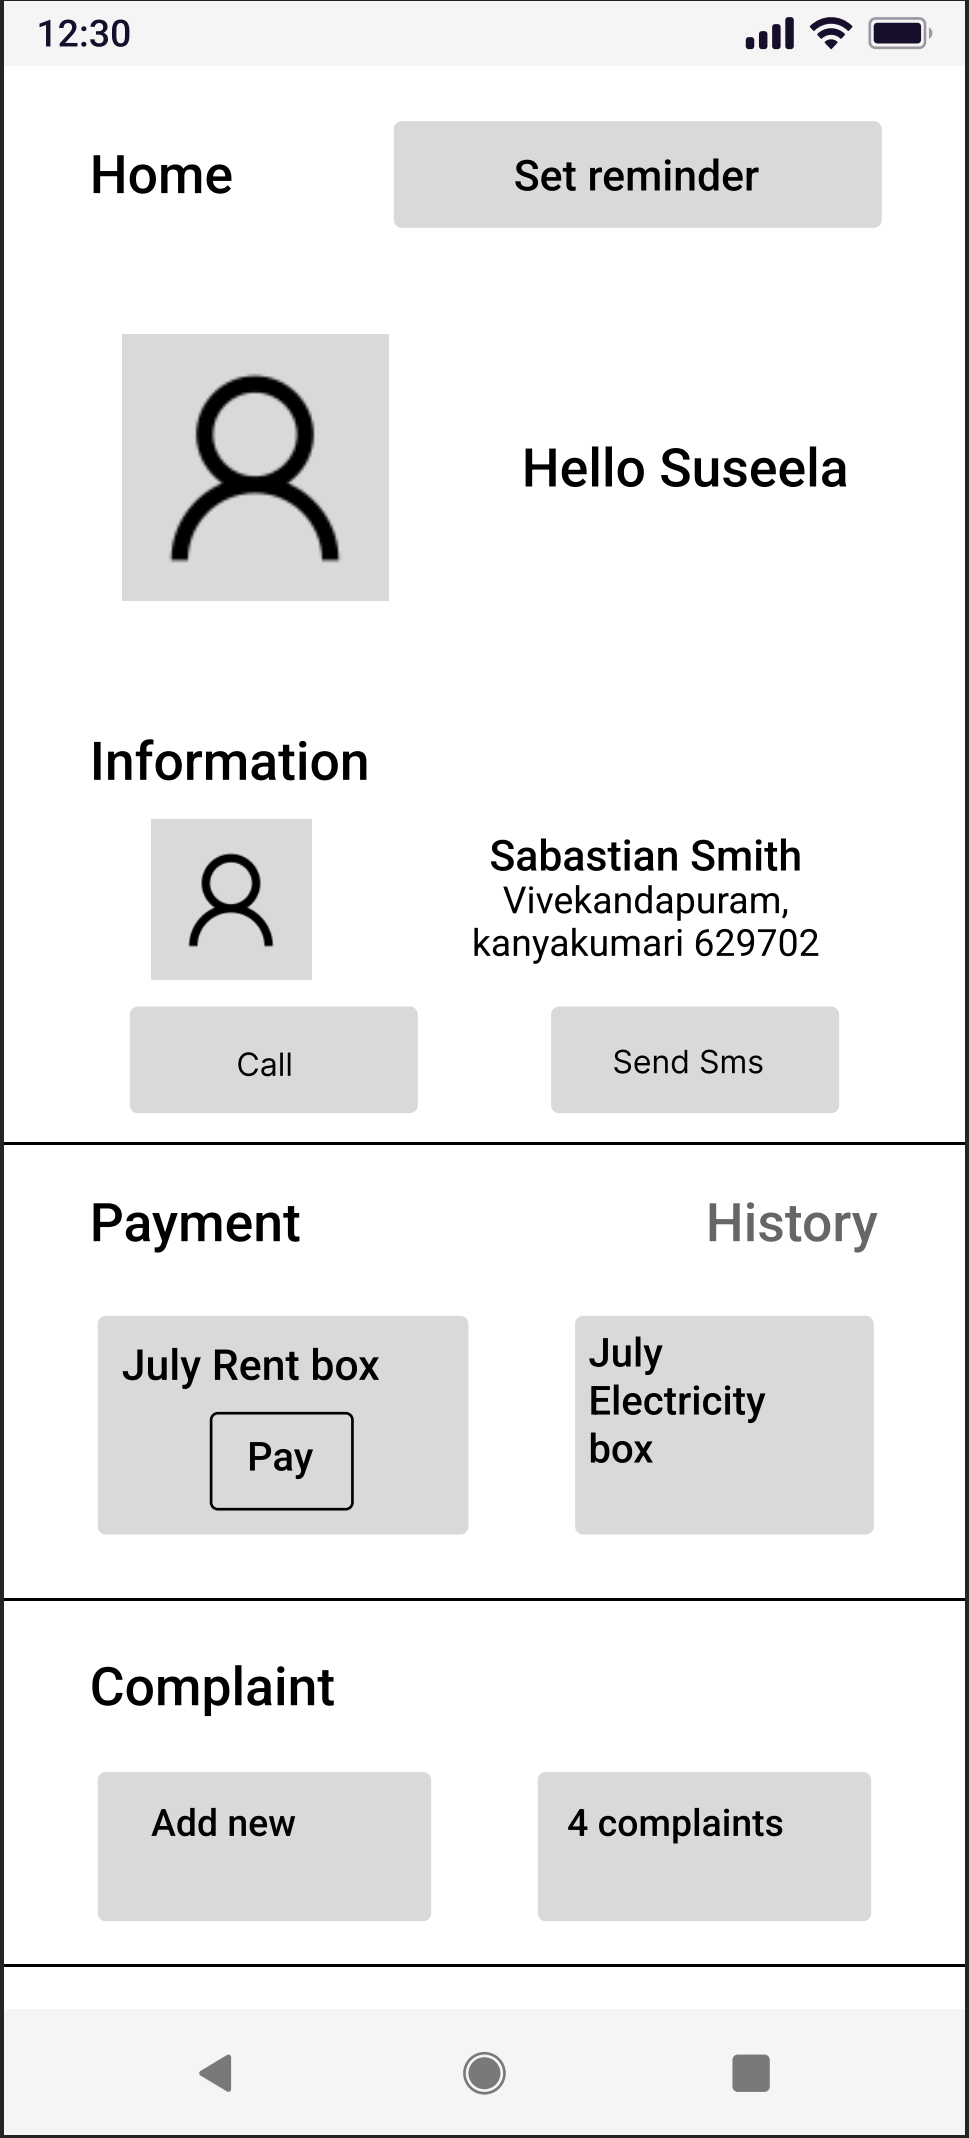 12:30
Home
Set reminder
Hello Suseela
Information
Sabastian Smith
Vivekandapuram,
kanyakumari 629702
Call
Send Sms
Payment
History
July Rent box
Pay
July
Electricity
box
Complaint
Add new
4 complaints